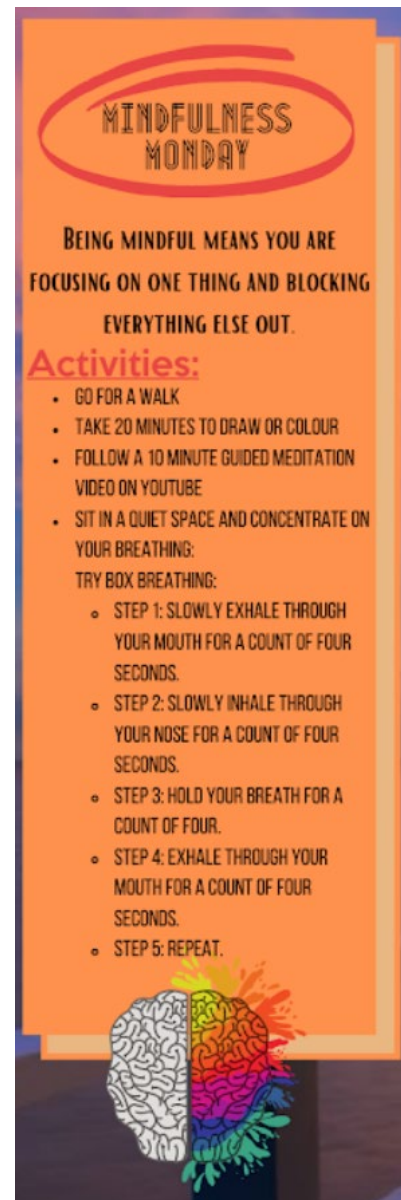 MINDFULNESS
MONDAY
BEING MINDFUL MEANS YOU ARE
FOCUSING ON ONE THING AND BLOCKING
EVERYTHING ELSE OUT.
Activities:
• GO FOR A WALK
• TAKE 20 MINUTES TO DRAW OR COLOUR
• FOLLOW A 10 MINUTE GUIDED MEDITATION
VIDEO ON YOUTUBE
• SIT IN A QUIET SPACE AND CONCENTRATE ON
YOUR BREATHING:
TRY BOX BREATHING:
◦ STEP 1: SLOWLY EXHALE THROUGH
YOUR MOUTH FOR A COUNT OF FOUR
SECONDS.
◦ STEP 2: SLOWLY INHALE THROUGH
YOUR NOSE FOR A COUNT OF FOUR
SECONDS.
◦ STEP 3: HOLD YOUR BREATH FOR A
COUNT OF FOUR.
◦ STEP 4: EXHALE THROUGH YOUR
MOUTH FOR A COUNT OF FOUR
SECONDS.
◦ STEP 5: REPEAT.